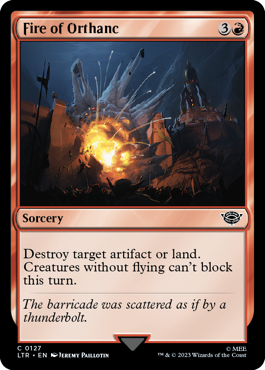 Fire of Orthanc 3
Sorcery
Destroy target artifact or land.
Creatures without flying can't block
this turn.
The barricade was scattered as if by a
thunderbolt.
C 0127
LTR • EN Jeremy Paillotin
© MEE
™ & © 2023 Wizards of the Coast